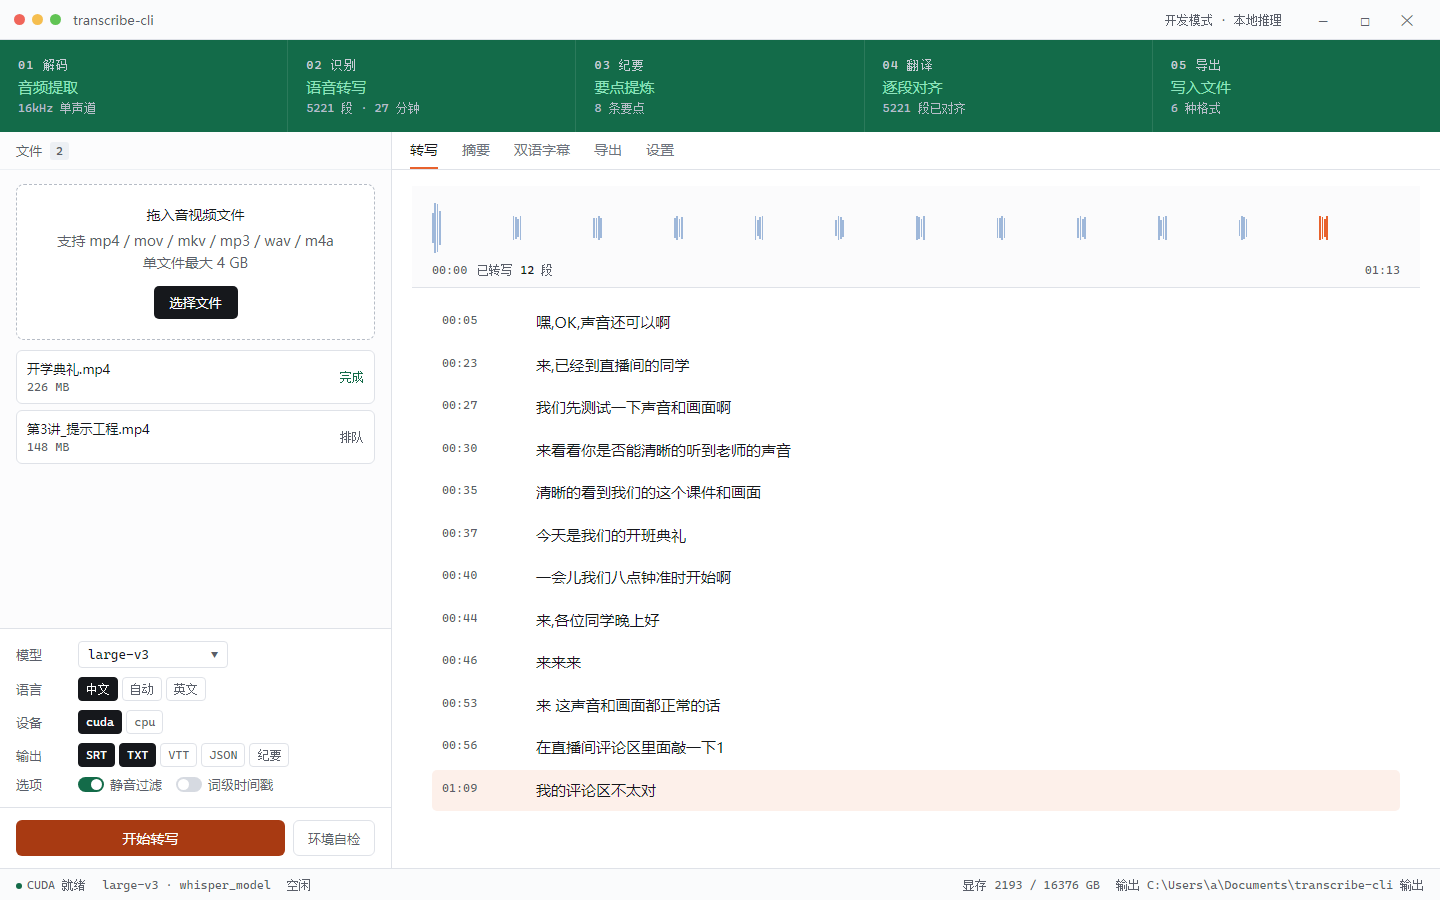 transcribe-cli
开发模式 · 本地推理
01 解码
音频提取
16kHz 单声道
02 识别
语音转写
5221 段 · 27 分钟
03 纪要
要点提炼
8 条要点
04 翻译
逐段对齐
5221 段已对齐
05 导出
写入文件
6 种格式
文件 2
拖入音视频文件
支持 mp4 / mov / mkv / mp3 / wav / m4a
单文件最大 4 GB
选择文件
开学典礼.mp4
226 MB
完成
第3讲_提示工程.mp4
148 MB
排队
模型 large-v3
语言 中文 自动 英文
设备 cuda cpu
输出 SRT TXT VTT JSON 纪要
选项 静音过滤 词级时间戳
开始转写 环境自检
转写 摘要 双语字幕 导出 设置
00:00 已转写 12 段 01:13
00:05 嘿,OK,声音还可以啊
00:23 来,已经到直播间的同学
00:27 我们先测试一下声音和画面啊
00:30 来看看你是否能清晰的听到老师的声音
00:35 清晰的看到我们的这个课件和画面
00:37 今天是我们的开班典礼
00:40 一会儿我们八点钟准时开始啊
00:44 来,各位同学晚上好
00:46 来来来
00:53 来 这声音和画面都正常的话
00:56 在直播间评论区里面敲一下1
01:09 我的评论区不太对
CUDA 就绪 large-v3 · whisper_model 空闲
显存 2193 / 16376 GB 输出 C:\Users\a\Documents\transcribe-cli 输出